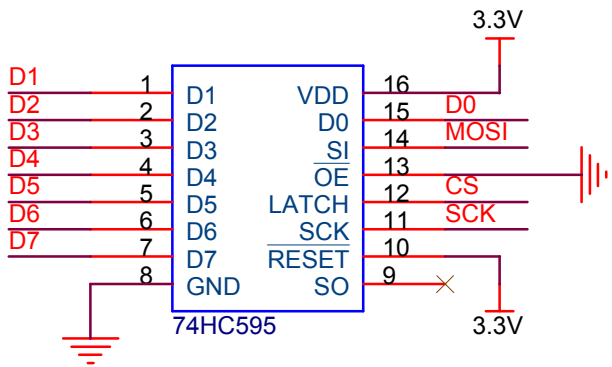 3.3V
D1 1 D1 VDD 16
D2 2 D2 D0 15 D0
D3 3 D3 SI 14 MOSI
D4 4 D4 OE 13
D5 5 D5 LATCH 12 CS
D6 6 D6 SCK 11 SCK
D7 7 D7 RESET 10
8 GND SO 9
74HC595 3.3V